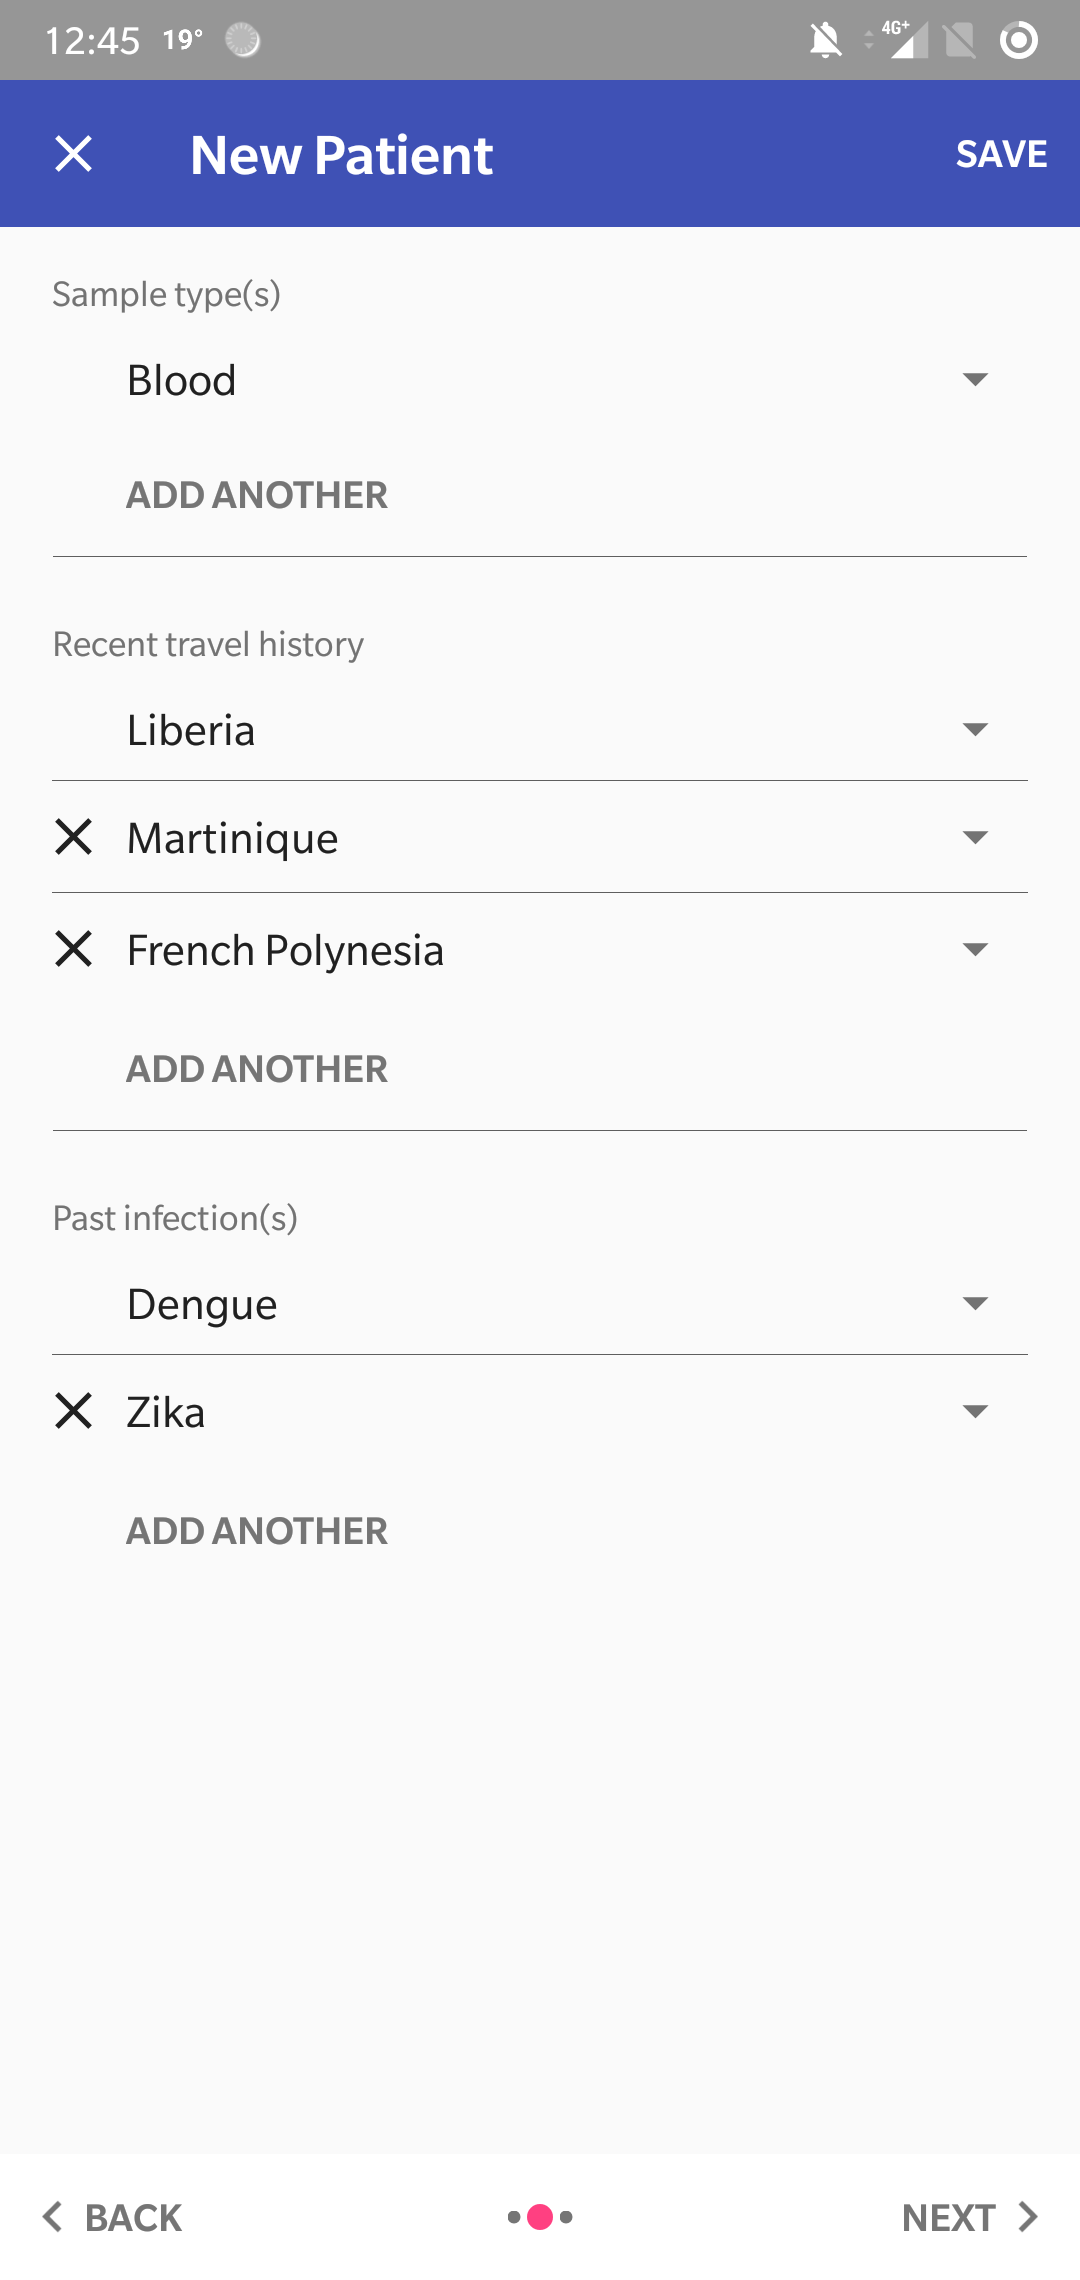 12:45 19° 4G+
New Patient SAVE
Sample type(s)
Blood
ADD ANOTHER
Recent travel history
Liberia
Martinique
French Polynesia
ADD ANOTHER
Past infection(s)
Dengue
Zika
ADD ANOTHER
BACK NEXT